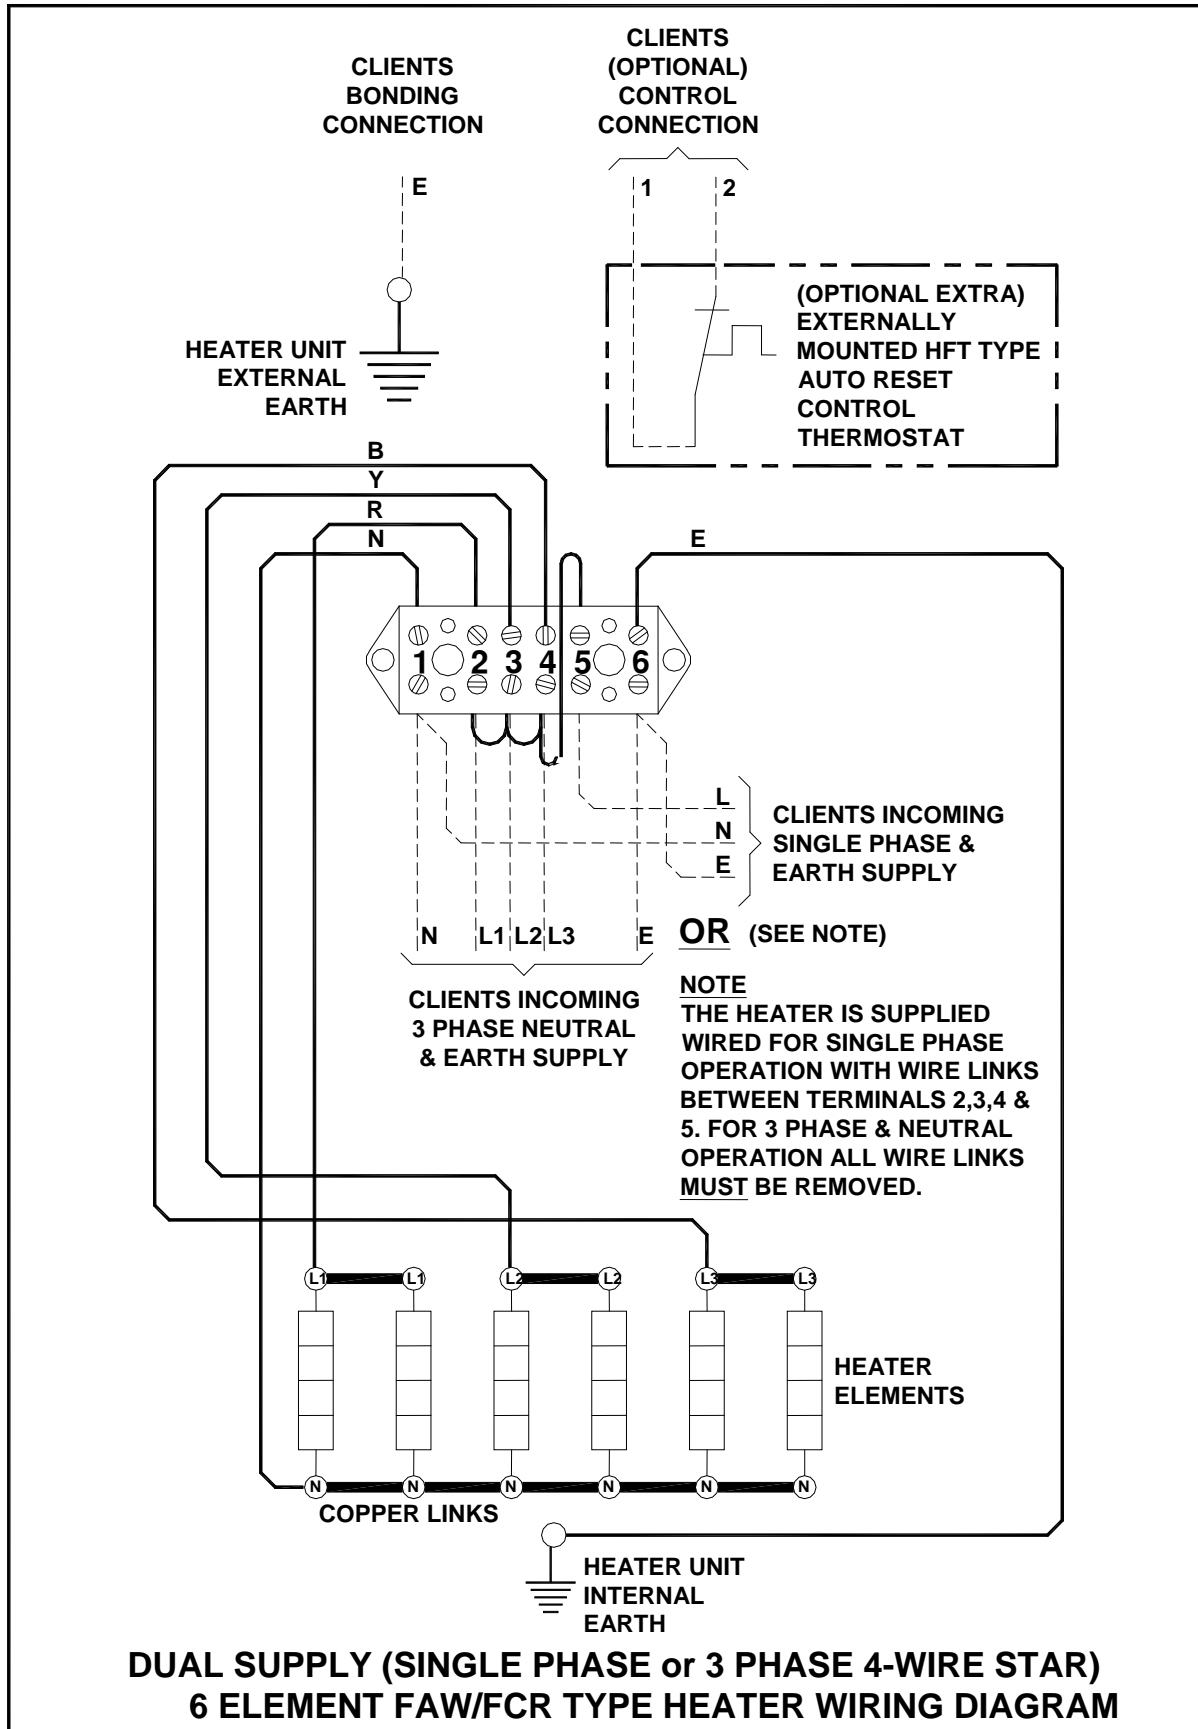 CLIENTS
BONDING
CONNECTION
CLIENTS
(OPTIONAL)
CONTROL
CONNECTION
E
1
2
(OPTIONAL EXTRA)
EXTERNALLY
MOUNTED HFT TYPE
AUTO RESET
CONTROL
THERMOSTAT
HEATER UNIT
EXTERNAL
EARTH
B
Y
R
N
E
1 2 3 4 5 6
L
N
E
CLIENTS INCOMING
SINGLE PHASE &
EARTH SUPPLY
N L1 L2 L3 E
OR (SEE NOTE)
CLIENTS INCOMING
3 PHASE NEUTRAL
& EARTH SUPPLY
NOTE
THE HEATER IS SUPPLIED
WIRED FOR SINGLE PHASE
OPERATION WITH WIRE LINKS
BETWEEN TERMINALS 2,3,4 &
5. FOR 3 PHASE & NEUTRAL
OPERATION ALL WIRE LINKS
MUST BE REMOVED.
L1 L1 L2 L2 L3 L3
HEATER
ELEMENTS
N N N N N N
COPPER LINKS
HEATER UNIT
INTERNAL
EARTH
DUAL SUPPLY (SINGLE PHASE or 3 PHASE 4-WIRE STAR)
6 ELEMENT FAW/FCR TYPE HEATER WIRING DIAGRAM